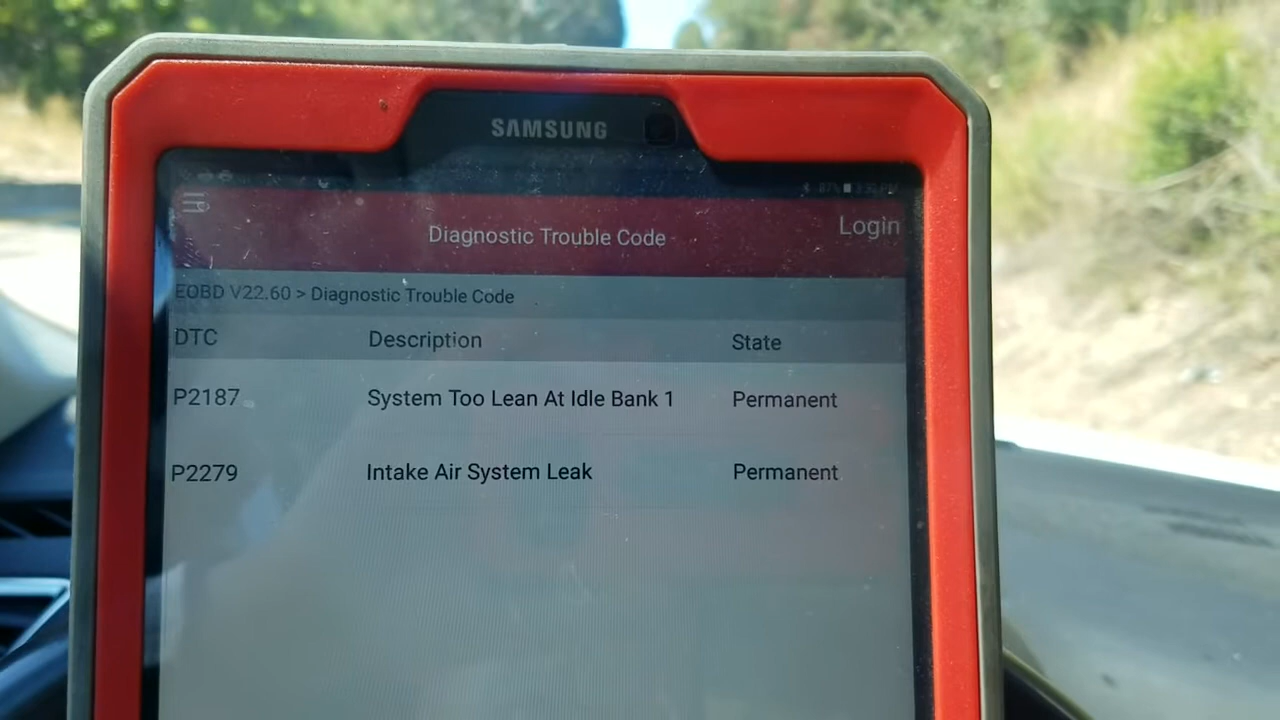 SAMSUNG
87%
Login
Diagnostic Trouble Code
EOBD V22.60 > Diagnostic Trouble Code
DTC Description State
P2187 System Too Lean At Idle Bank 1 Permanent
P2279 Intake Air System Leak Permanent